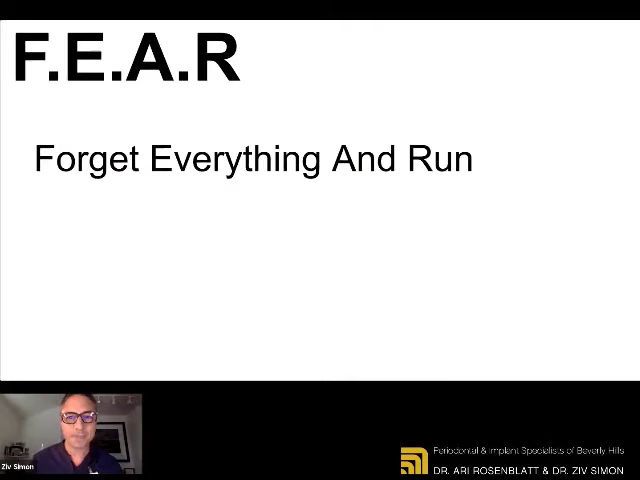 F.E.A.R
Forget Everything And Run
Ziv Simon
Periodontal & Implant Specialists of Beverly Hills
DR. ARI ROSENBLATT & DR. ZIV SIMON